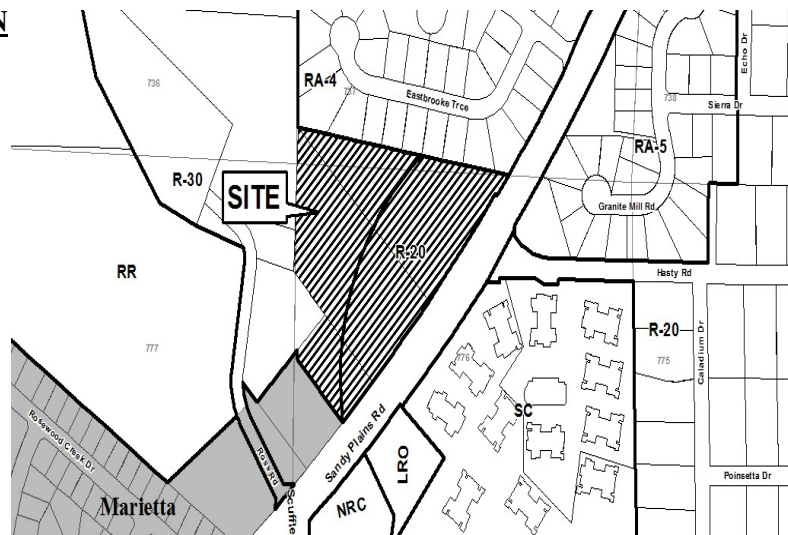 N
736
RA-4
737
Eastbrooke Trce
738
Echo Dr
Sierra Dr
RA-5
R-30
SITE
Granite Mill Rd
R-20
RR
Hasty Rd
777
776
R-20
775
Caladium Dr
SC
Sandy Plains Rd
Rosewood Creek Dr
Ross Rd
LRO
Poinsetta Dr
Marietta
Scuffle
NRC